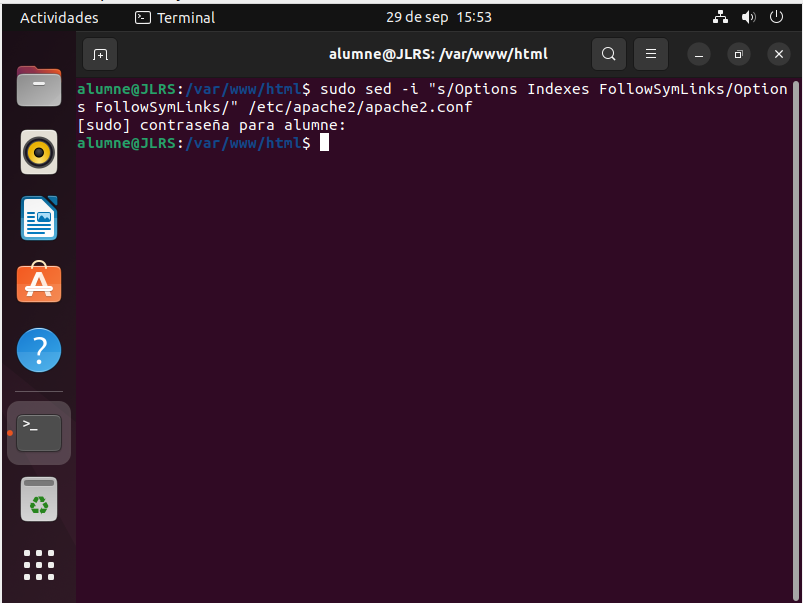 Actividades
Terminal
29 de sep 15:53
alumne@JLRS: /var/www/html
alumne@JLRS:/var/www/html$ sudo sed -i "s/Options Indexes FollowSymLinks/Option
s FollowSymLinks/" /etc/apache2/apache2.conf
[sudo] contraseña para alumne:
alumne@JLRS:/var/www/html$